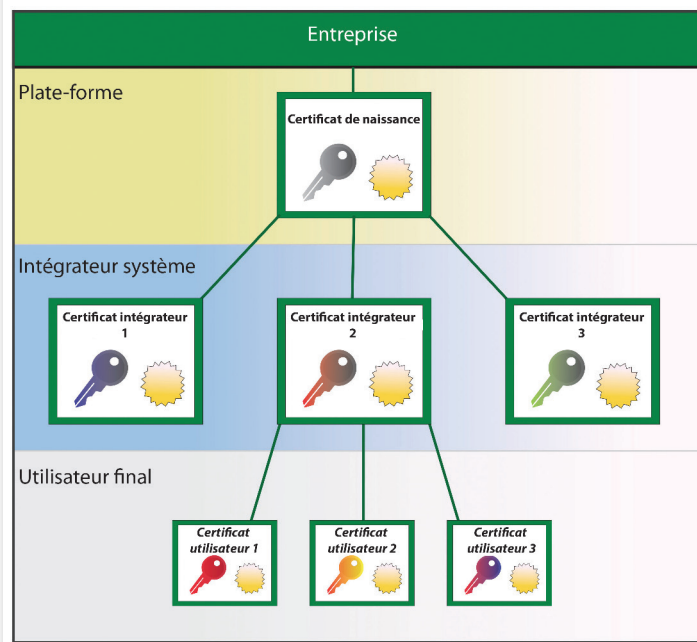 Entreprise
Plate-forme
Certificat de naissance
Intégrateur système
Certificat intégrateur
1
Certificat intégrateur
2
Certificat intégrateur
3
Utilisateur final
Certificat
utilisateur 1
Certificat
utilisateur 2
Certificat
utilisateur 3